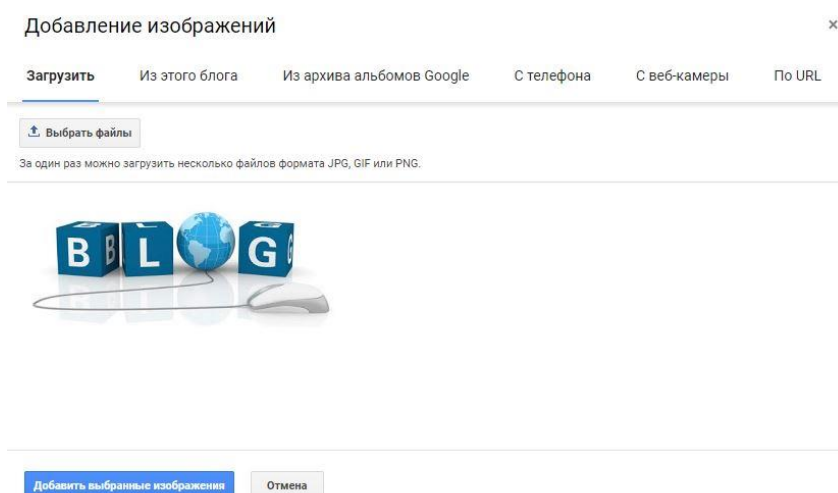 Добавление изображений
×
Загрузить Из этого блога Из архива альбомов Google С телефона С веб-камеры По URL
Выбрать файлы
За один раз можно загрузить несколько файлов формата JPG, GIF или PNG.
B B L G G
Добавить выбранные изображения Отмена